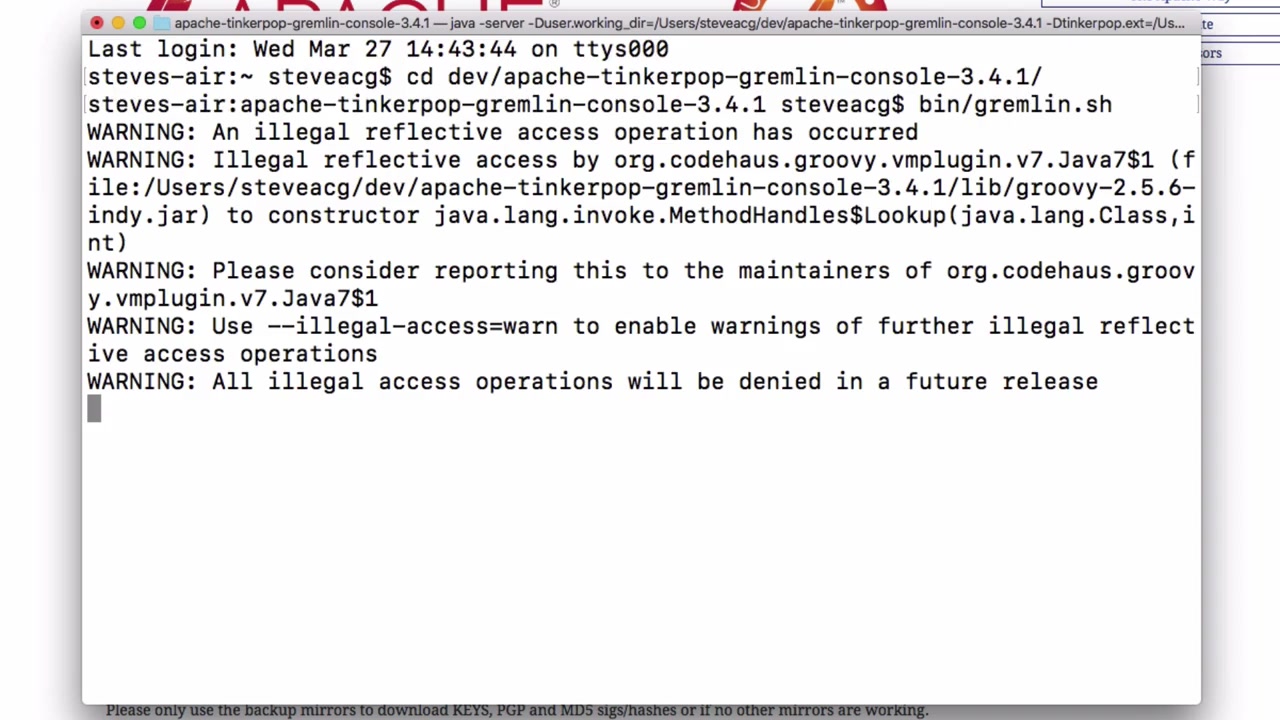 apache-tinkerpop-gremlin-console-3.4.1 — java -server -Duser.working_dir=/Users/steveacg/dev/apache-tinkerpop-gremlin-console-3.4.1 -Dtinkerpop.ext=/Us...
Last login: Wed Mar 27 14:43:44 on ttys000
[steves-air:~ steveacg$ cd dev/apache-tinkerpop-gremlin-console-3.4.1/ ]
[steves-air:apache-tinkerpop-gremlin-console-3.4.1 steveacg$ bin/gremlin.sh ]
WARNING: An illegal reflective access operation has occurred
WARNING: Illegal reflective access by org.codehaus.groovy.vmplugin.v7.Java7$1 (f
ile:/Users/steveacg/dev/apache-tinkerpop-gremlin-console-3.4.1/lib/groovy-2.5.6-
indy.jar) to constructor java.lang.invoke.MethodHandles$Lookup(java.lang.Class,i
nt)
WARNING: Please consider reporting this to the maintainers of org.codehaus.groov
y.vmplugin.v7.Java7$1
WARNING: Use --illegal-access=warn to enable warnings of further illegal reflect
ive access operations
WARNING: All illegal access operations will be denied in a future release
Please only use the backup mirrors to download KEYS, PGP and MD5 sigs/hashes or if no other mirrors are working.